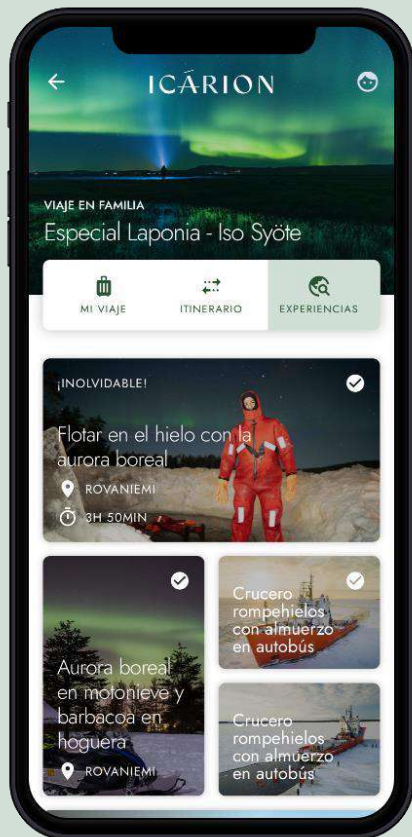 ICÁRION
VIAJE EN FAMILIA
Especial Laponia - Iso Syöte
MI VIAJE
ITINERARIO
EXPERIENCIAS
¡INOLVIDABLE!
Flotar en el hielo con la
aurora boreal
ROVANIEMI
3H 50MIN
Aurora boreal
en motonieve y
barbacoa en
hoguera
ROVANIEMI
Crucero
rompehielos
con almuerzo
en autobús
Crucero
rompehielos
con almuerzo
en autobús